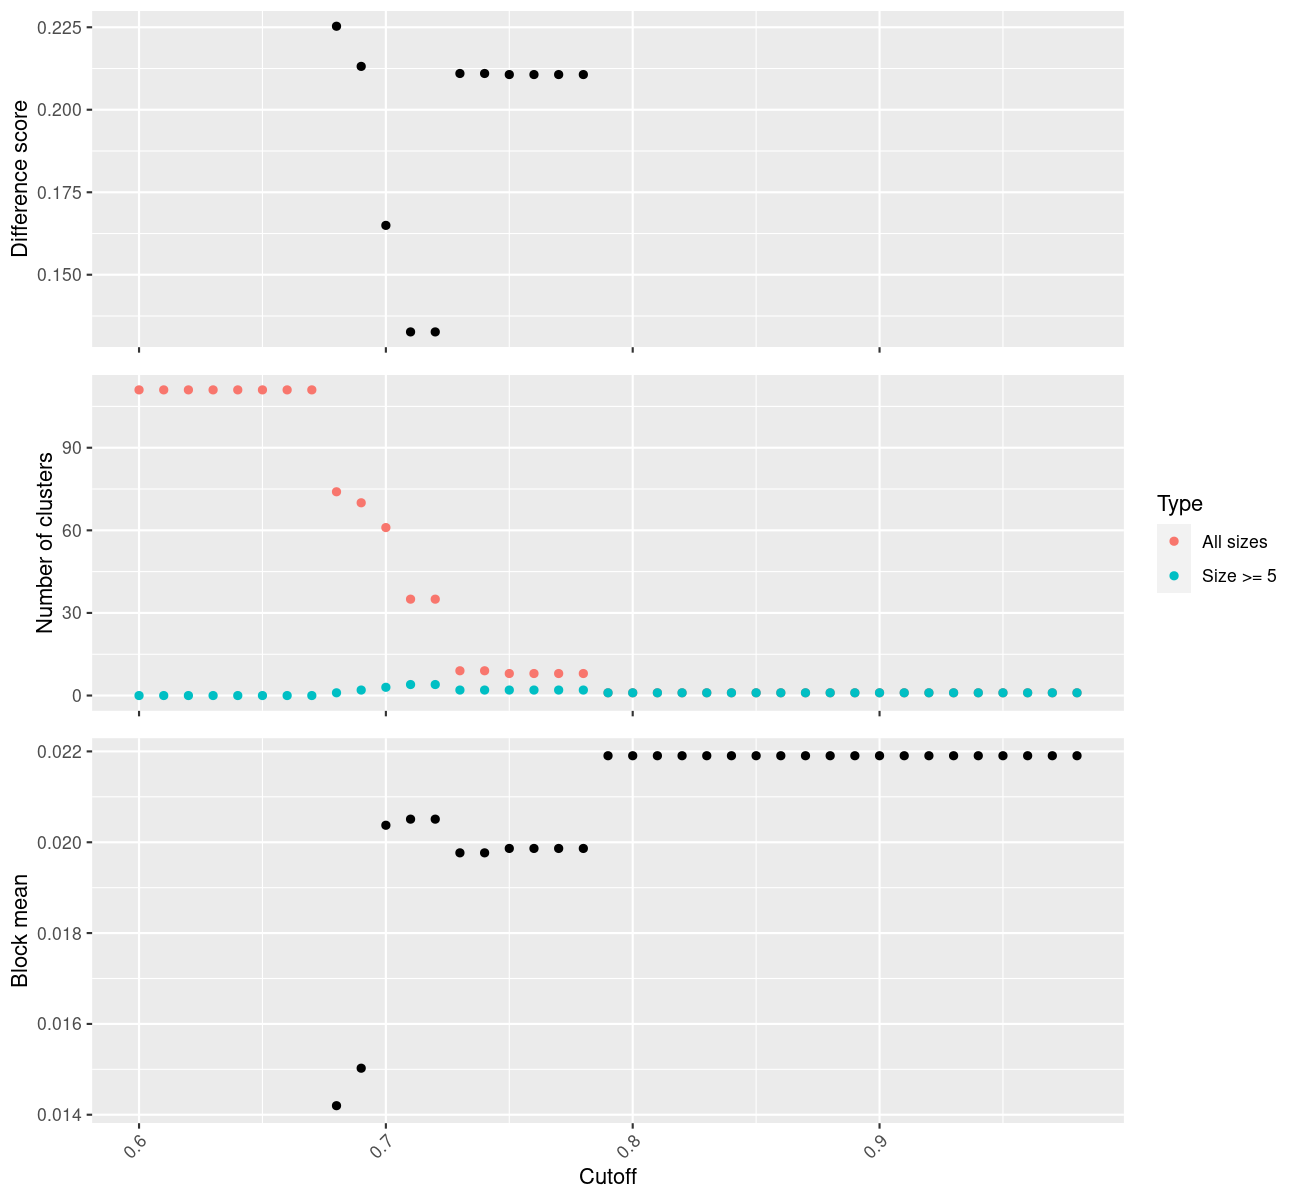 Difference score
0.225
0.200
0.175
0.150
Number of clusters
90
60
30
0
Type
All sizes
Size >= 5
Block mean
0.022
0.020
0.018
0.016
0.014
0.6
0.7
0.8
0.9
Cutoff